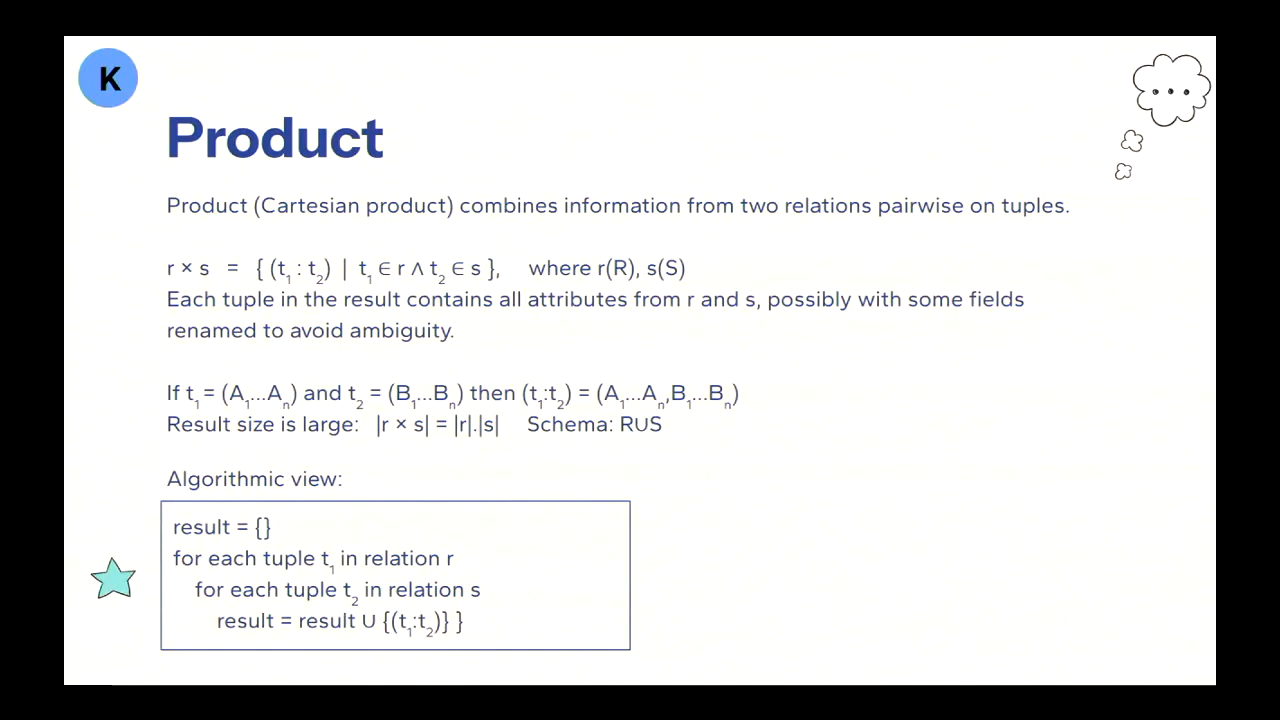 K
Product
Product (Cartesian product) combines information from two relations pairwise on tuples.
r × s = { (t₁ : t₂) | t₁ ∈ r ∧ t₂ ∈ s }, where r(R), s(S)
Each tuple in the result contains all attributes from r and s, possibly with some fields
renamed to avoid ambiguity.
If t₁ = (A₁...Aₙ) and t₂ = (B₁...Bₙ) then (t₁:t₂) = (A₁...Aₙ,B₁...Bₙ)
Result size is large: |r × s| = |r|.|s| Schema: R∪S
Algorithmic view:
result = {}
for each tuple t₁ in relation r
for each tuple t₂ in relation s
result = result ∪ {(t₁:t₂)} }